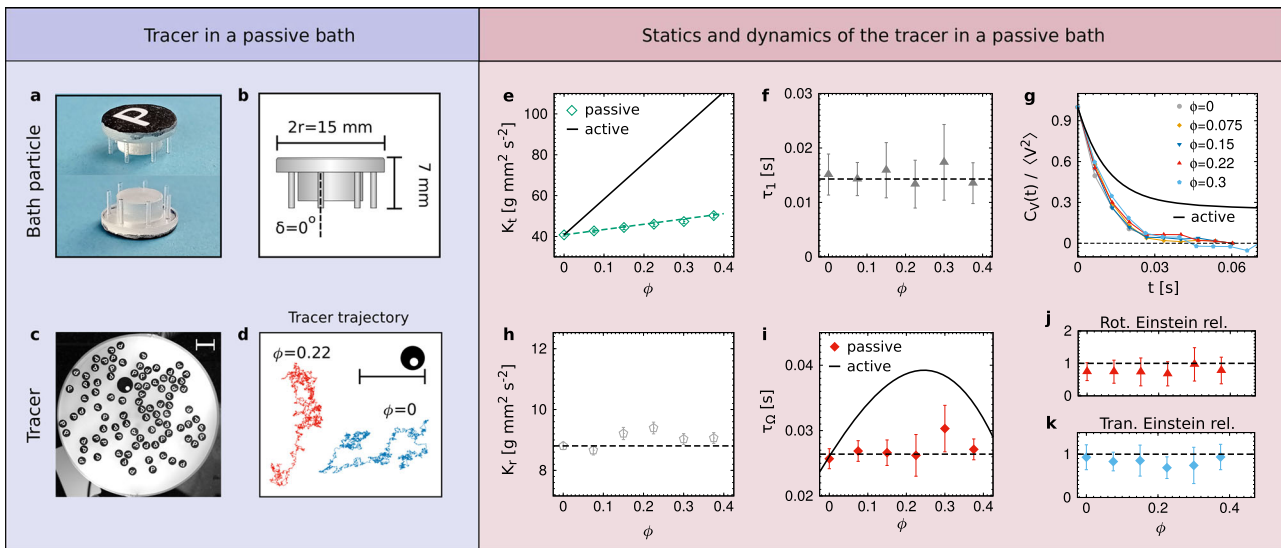 Tracer in a passive bath
Statics and dynamics of the tracer in a passive bath
Bath particle
a
P
b
2r=15 mm
7 mm
δ=0°
e
passive
active
K_t [g mm² s⁻²]
100
80
60
40
0 0.1 0.2 0.3 0.4
ϕ
f
τ₁ [s]
0.03
0.02
0.01
0.00
0 0.1 0.2 0.3 0.4
ϕ
g
C_V(t) / ⟨V²⟩
ϕ=0
ϕ=0.075
ϕ=0.15
ϕ=0.22
ϕ=0.3
active
0.9
0.6
0.3
0
0 0.03 0.06
t [s]
Tracer
c
d
Tracer trajectory
ϕ=0.22
ϕ=0
h
K_r [g mm² s⁻²]
12
10
8
0 0.1 0.2 0.3 0.4
ϕ
i
passive
active
τ_Ω [s]
0.04
0.03
0.02
0 0.1 0.2 0.3 0.4
ϕ
j
Rot. Einstein rel.
2
1
0
k
Tran. Einstein rel.
1
0
0 0.2 0.4
ϕ